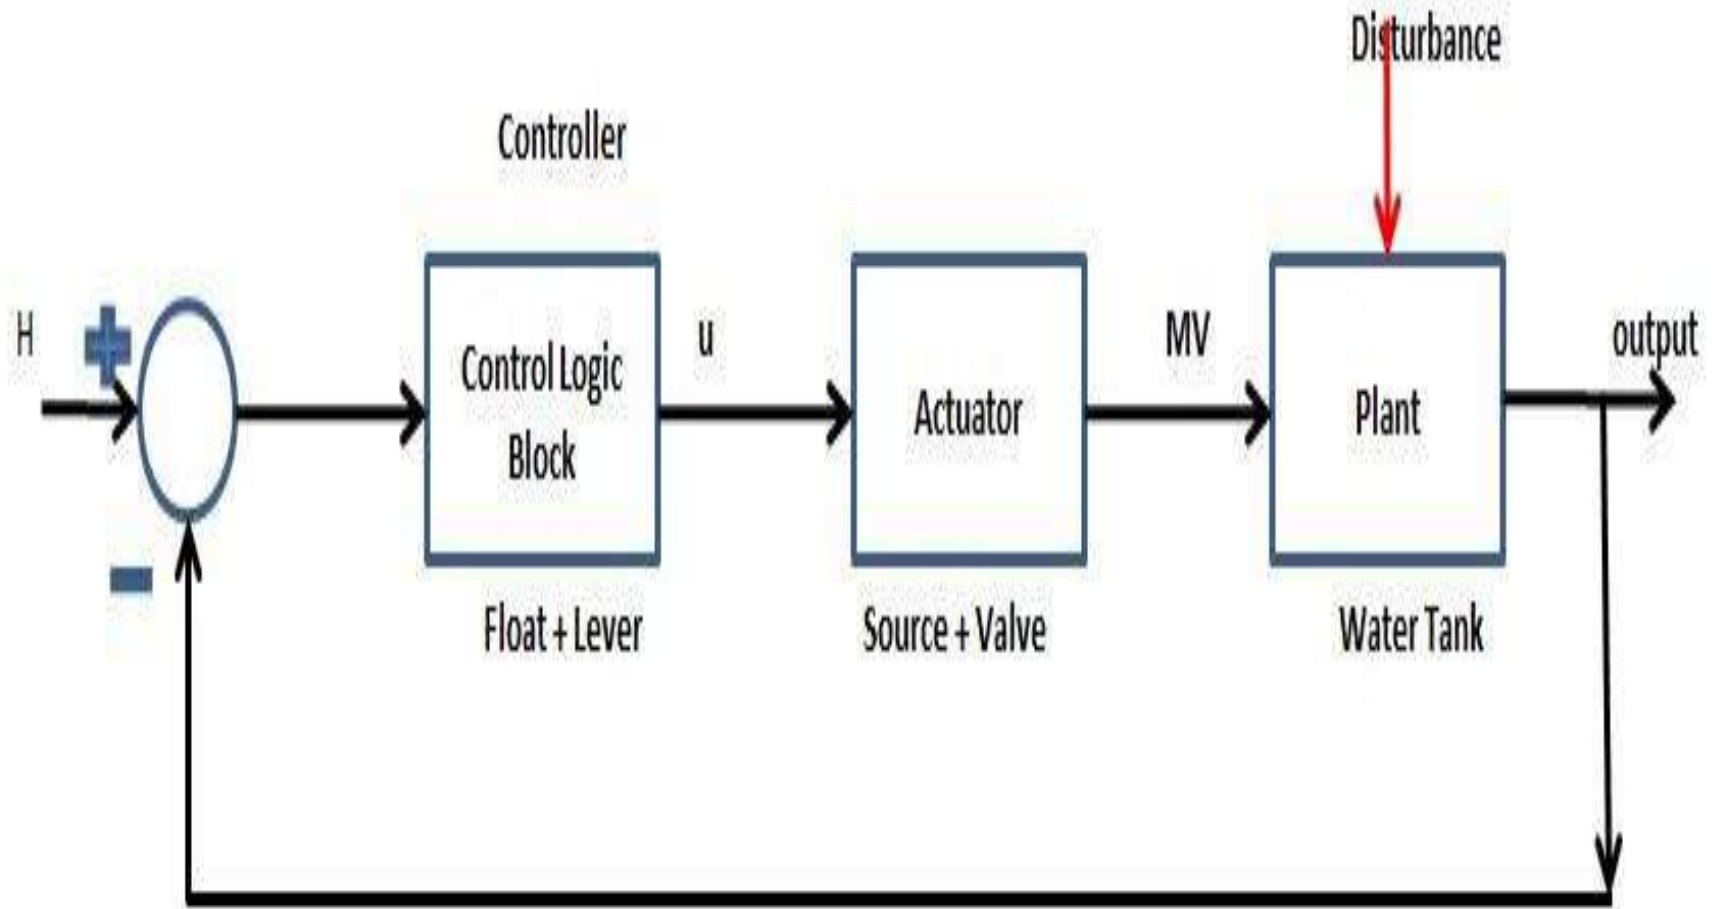 Disturbance
Controller
H
+
Control Logic
Block
u
Actuator
MV
Plant
output
-
Float + Lever
Source + Valve
Water Tank